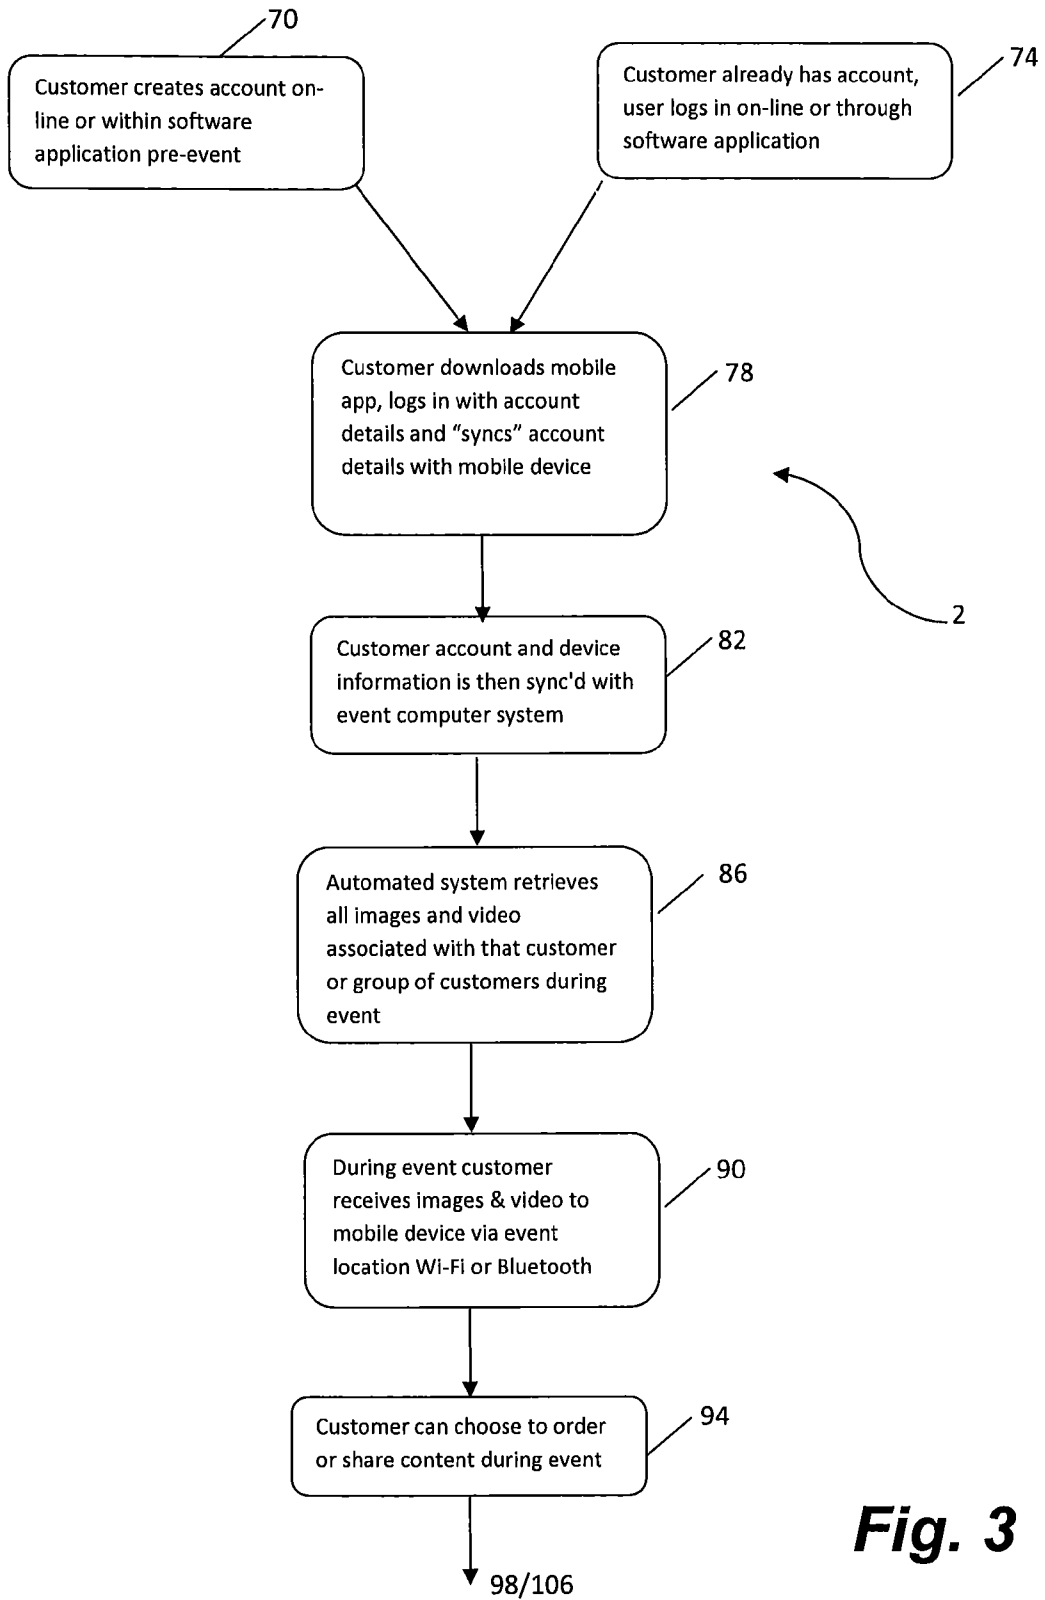 70
Customer creates account on-
line or within software
application pre-event
74
Customer already has account,
user logs in on-line or through
software application
78
Customer downloads mobile
app, logs in with account
details and “syncs” account
details with mobile device
2
82
Customer account and device
information is then sync'd with
event computer system
86
Automated system retrieves
all images and video
associated with that customer
or group of customers during
event
90
During event customer
receives images & video to
mobile device via event
location Wi-Fi or Bluetooth
94
Customer can choose to order
or share content during event
98/106
Fig. 3